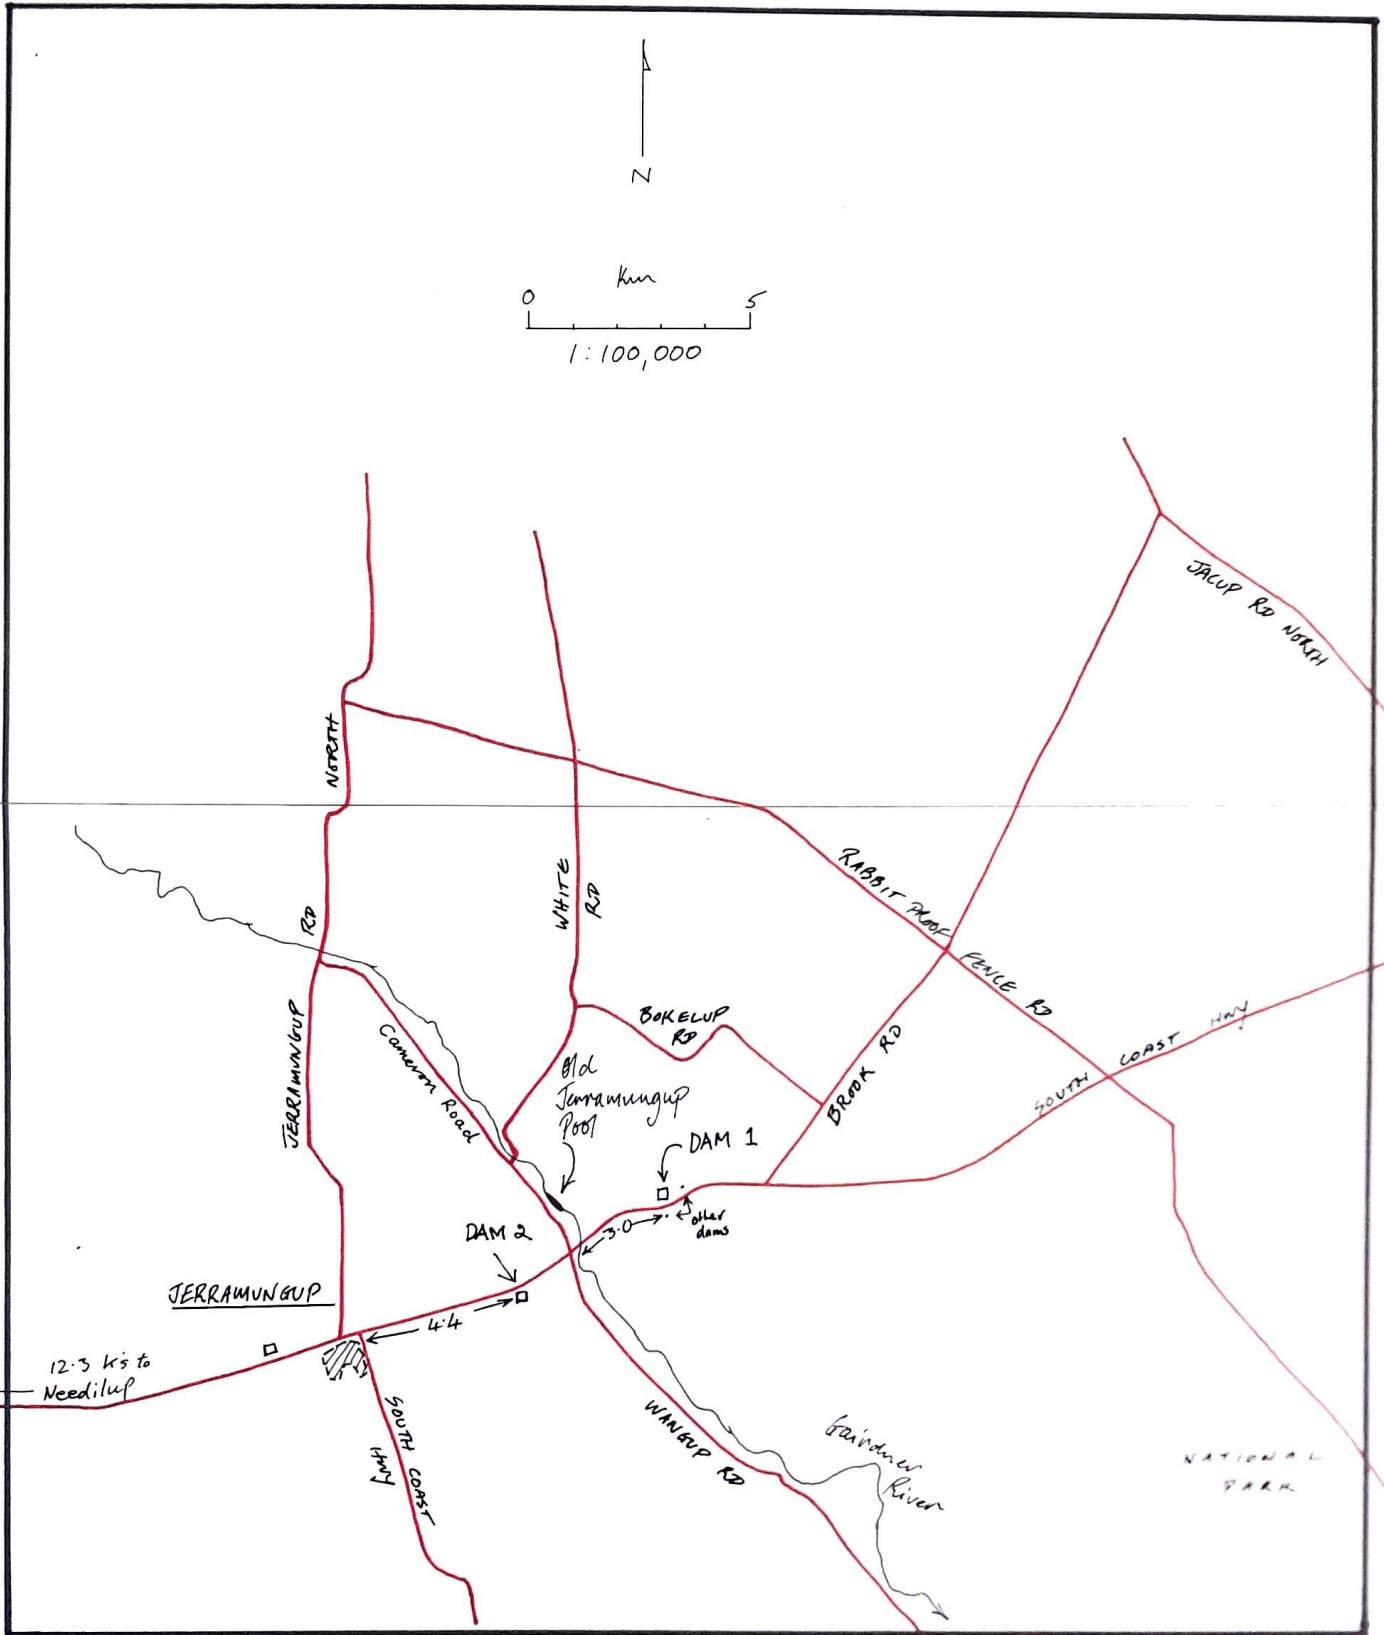 N
Km
0 5
1:100,000
JACUP RD NORTH
NORTH
RABBIT PROOF FENCE RD
WHITE
RD
RD
JERRAMUNGUP
Cameron Road
BOKELUP
RD
BROOK RD
SOUTH COAST HWY
Old
Jerramungup
Pool
DAM 1
3.0
other
dams
DAM 2
JERRAMUNGUP
4.4
12.3 k's to
Needilup
SOUTH COAST
HWY
WANGUP RD
Gairdner
River
NATIONAL
PARK